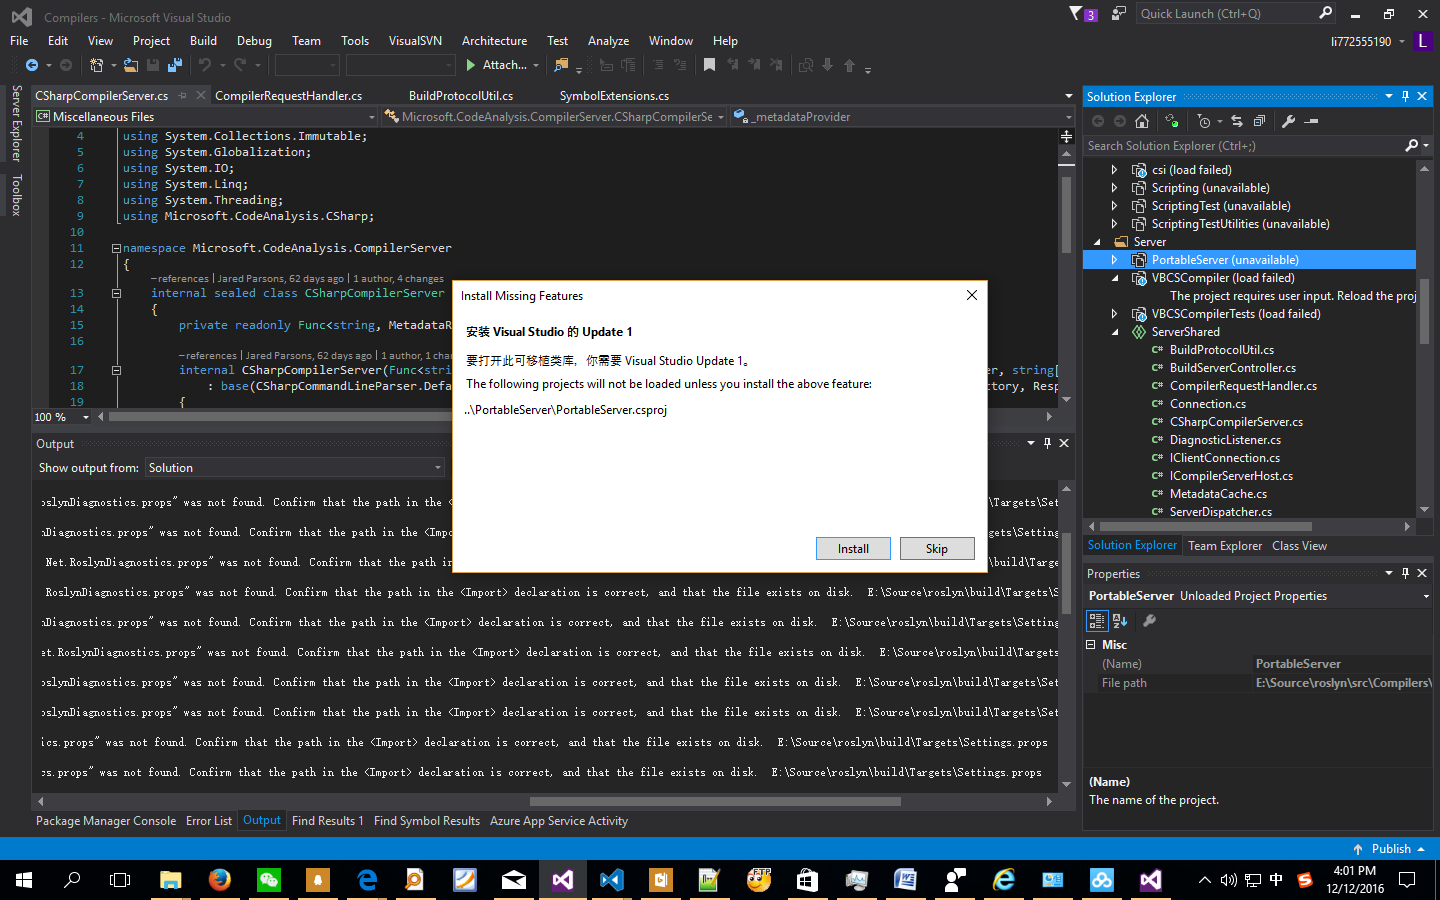 Compilers - Microsoft Visual Studio
3
Quick Launch (Ctrl+Q)
File Edit View Project Build Debug Team Tools VisualSVN Architecture Test Analyze Window Help
li772555190 L
Attach...
Server Explorer
Toolbox
CSharpCompilerServer.cs CompilerRequestHandler.cs BuildProtocolUtil.cs SymbolExtensions.cs
Miscellaneous Files Microsoft.CodeAnalysis.CompilerServer.CSharpCompilerSe _metadataProvider
4 using System.Collections.Immutable;
5 using System.Globalization;
6 using System.IO;
7 using System.Linq;
8 using System.Threading;
9 using Microsoft.CodeAnalysis.CSharp;
10
11 namespace Microsoft.CodeAnalysis.CompilerServer
12 {
–references | Jared Parsons, 62 days ago | 1 author, 4 changes
13 internal sealed class CSharpCompilerServer
14 {
15 private readonly Func<string, MetadataR
16
–references | Jared Parsons, 62 days ago | 1 author, 1 chan
17 internal CSharpCompilerServer(Func<stri er, string[
18 : base(CSharpCommandLineParser.Defa ctory, Resp
19 {
100 %
Install Missing Features
安装 Visual Studio 的 Update 1
要打开此可移植类库，你需要 Visual Studio Update 1。
The following projects will not be loaded unless you install the above feature:
..\PortableServer\PortableServer.csproj
Install Skip
Output
Show output from: Solution
oslynDiagnostics.props" was not found. Confirm that the path in the < \Targets\Set
nDiagnostics.props" was not found. Confirm that the path in the <Impo Targets\Settings
Net.RoslynDiagnostics.props" was not found. Confirm that the path in ild\Targets
RoslynDiagnostics.props" was not found. Confirm that the path in the <Import> declaration is correct, and that the file exists on disk. E:\Source\roslyn\build\Targets\S
nDiagnostics.props" was not found. Confirm that the path in the <Import> declaration is correct, and that the file exists on disk. E:\Source\roslyn\build\Targets\Setting
et.RoslynDiagnostics.props" was not found. Confirm that the path in the <Import> declaration is correct, and that the file exists on disk. E:\Source\roslyn\build\Targets
oslynDiagnostics.props" was not found. Confirm that the path in the <Import> declaration is correct, and that the file exists on disk. E:\Source\roslyn\build\Targets\Set
oslynDiagnostics.props" was not found. Confirm that the path in the <Import> declaration is correct, and that the file exists on disk. E:\Source\roslyn\build\Targets\Set
ics.props" was not found. Confirm that the path in the <Import> declaration is correct, and that the file exists on disk. E:\Source\roslyn\build\Targets\Settings.props
cs.props" was not found. Confirm that the path in the <Import> declaration is correct, and that the file exists on disk. E:\Source\roslyn\build\Targets\Settings.props
Package Manager Console Error List Output Find Results 1 Find Symbol Results Azure App Service Activity
Solution Explorer
Search Solution Explorer (Ctrl+;)
csi (load failed)
Scripting (unavailable)
ScriptingTest (unavailable)
ScriptingTestUtilities (unavailable)
Server
PortableServer (unavailable)
VBCSCompiler (load failed)
The project requires user input. Reload the proj
VBCSCompilerTests (load failed)
ServerShared
C# BuildProtocolUtil.cs
C# BuildServerController.cs
C# CompilerRequestHandler.cs
C# Connection.cs
C# CSharpCompilerServer.cs
C# DiagnosticListener.cs
C# IClientConnection.cs
C# ICompilerServerHost.cs
C# MetadataCache.cs
C# ServerDispatcher.cs
Solution Explorer Team Explorer Class View
Properties
PortableServer Unloaded Project Properties
Misc
(Name) PortableServer
File path E:\Source\roslyn\src\Compilers\
(Name)
The name of the project.
Publish
FTP
中
4:01 PM
12/12/2016